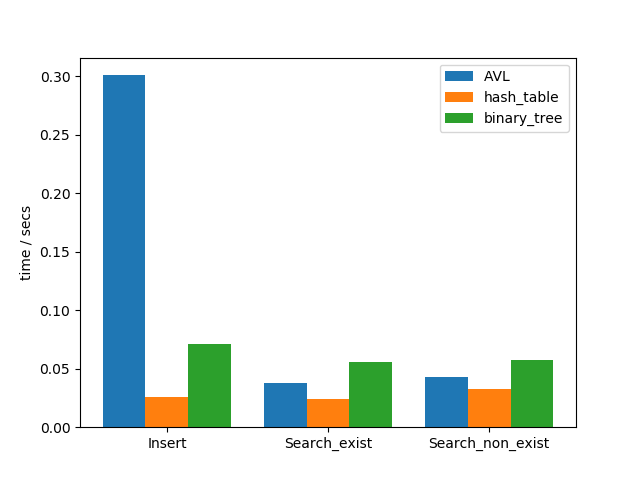 AVL
hash_table
binary_tree
time / secs
0.30
0.25
0.20
0.15
0.10
0.05
0.00
Insert
Search_exist
Search_non_exist